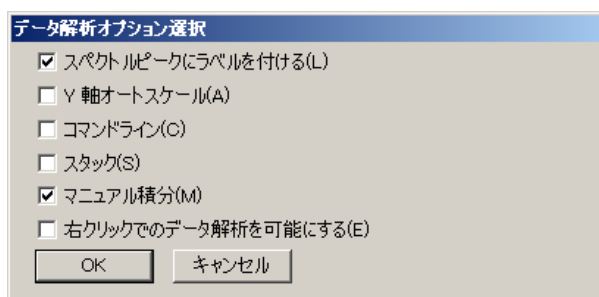 データ解析オプション選択
スペクトルピークにラベルを付ける(L)
Y 軸オートスケール(A)
コマンドライン(C)
スタック(S)
マニュアル積分(M)
右クリックでのデータ解析を可能にする(E)
OK キャンセル